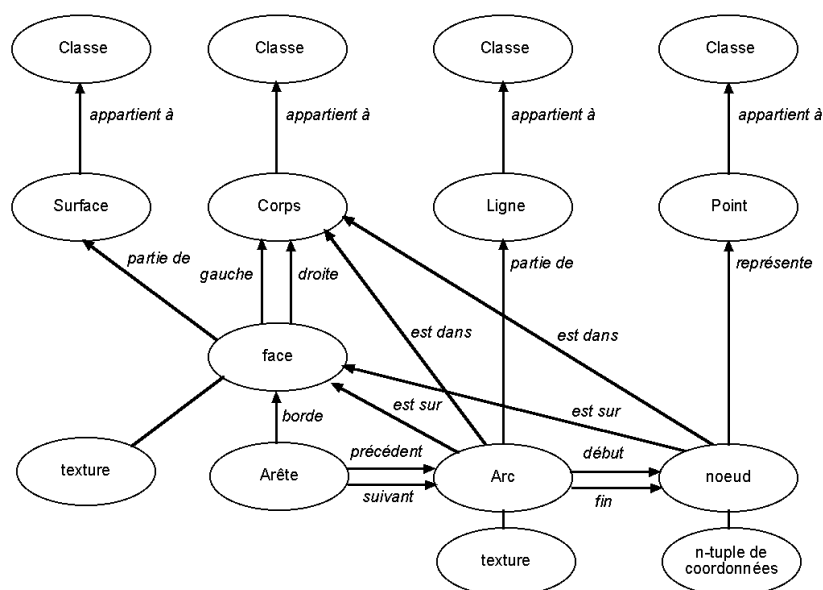 Classe
Classe
Classe
Classe
appartient à
appartient à
appartient à
appartient à
Surface
Corps
Ligne
Point
partie de
gauche
droite
partie de
représente
est dans
est dans
face
est sur
est sur
borde
précédent
début
texture
Arête
Arc
noeud
suivant
fin
texture
n-tuple de
coordonnées